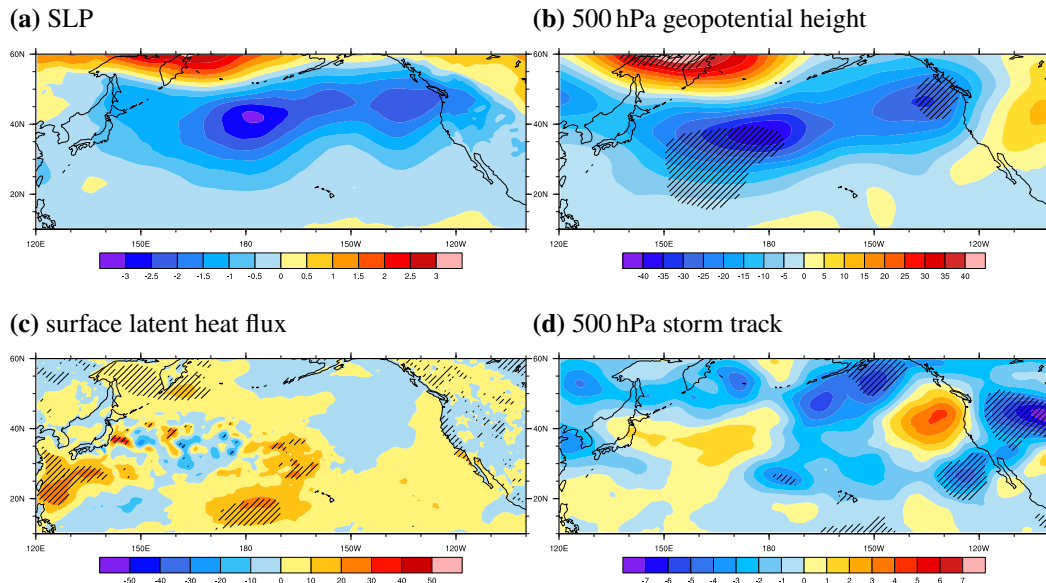 (a) SLP
(b) 500 hPa geopotential height
60N
40N
20N
120E 150E 180 150W 120W
-3 -2.5 -2 -1.5 -1 -0.5 0 0.5 1 1.5 2 2.5 3
60N
40N
20N
120E 150E 180 150W 120W
-40 -35 -30 -25 -20 -15 -10 -5 0 5 10 15 20 25 30 35 40
(c) surface latent heat flux
(d) 500 hPa storm track
60N
40N
20N
120E 150E 180 150W 120W
-50 -40 -30 -20 -10 0 10 20 30 40 50
60N
40N
20N
120E 150E 180 150W 120W
-7 -6 -5 -4 -3 -2 -1 0 1 2 3 4 5 6 7